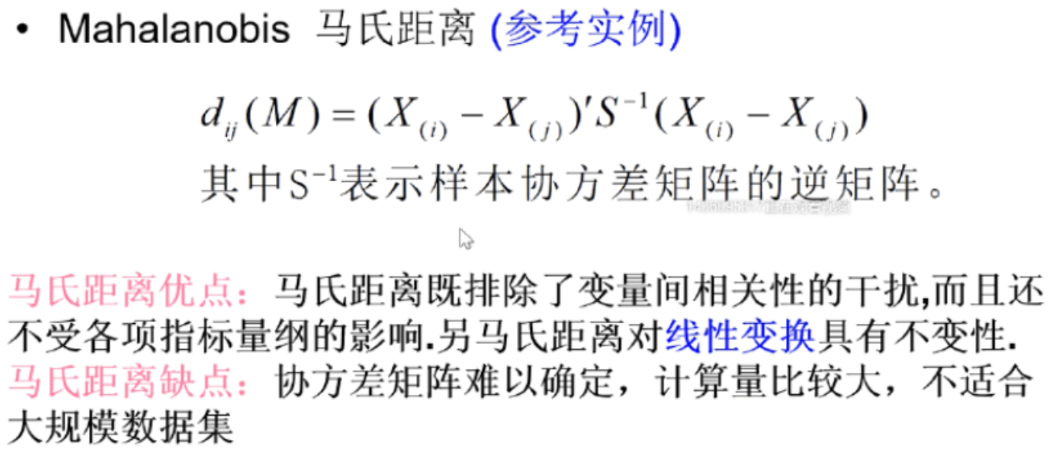 • Mahalanobis 马氏距离 (参考实例)
d_{ij}(M) = (X_{(i)} − X_{(j)})′S^{−1}(X_{(i)} − X_{(j)})
其中S^{−1}表示样本协方差矩阵的逆矩阵。
马氏距离优点：马氏距离既排除了变量间相关性的干扰,而且还
不受各项指标量纲的影响.另马氏距离对线性变换具有不变性.
马氏距离缺点：协方差矩阵难以确定，计算量比较大，不适合
大规模数据集